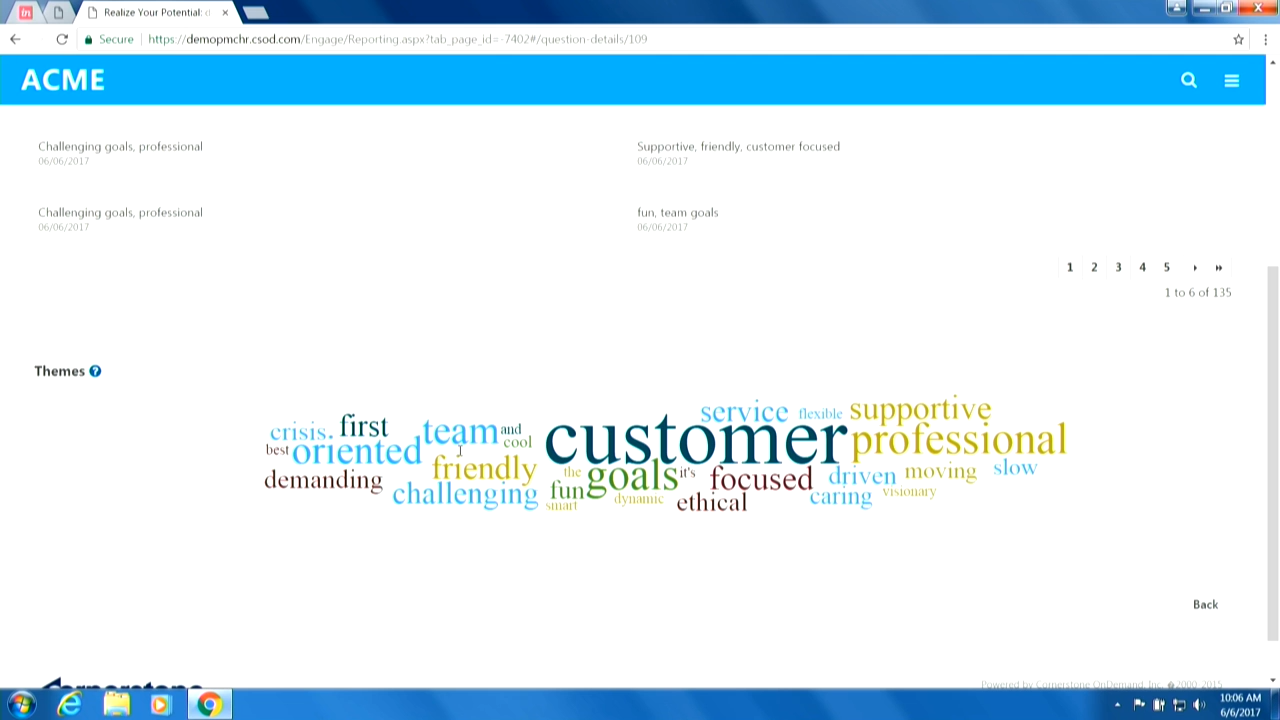 in
Realize Your Potential: d
Secure
https://demopmchr.csod.com/Engage/Reporting.aspx?tab_page_id=-7402#/question-details/109
ACME
Challenging goals, professional
06/06/2017
Supportive, friendly, customer focused
06/06/2017
Challenging goals, professional
06/06/2017
fun, team goals
06/06/2017
1 2 3 4 5
1 to 6 of 135
Themes
service flexible supportive
crisis. first team and cool customer professional
best oriented friendly the goals it's focused driven moving slow
demanding challenging fun smart dynamic ethical caring visionary
Back
Cornerstone
Powered by Cornerstone OnDemand, Inc. ©2000-2015
10:06 AM
6/6/2017